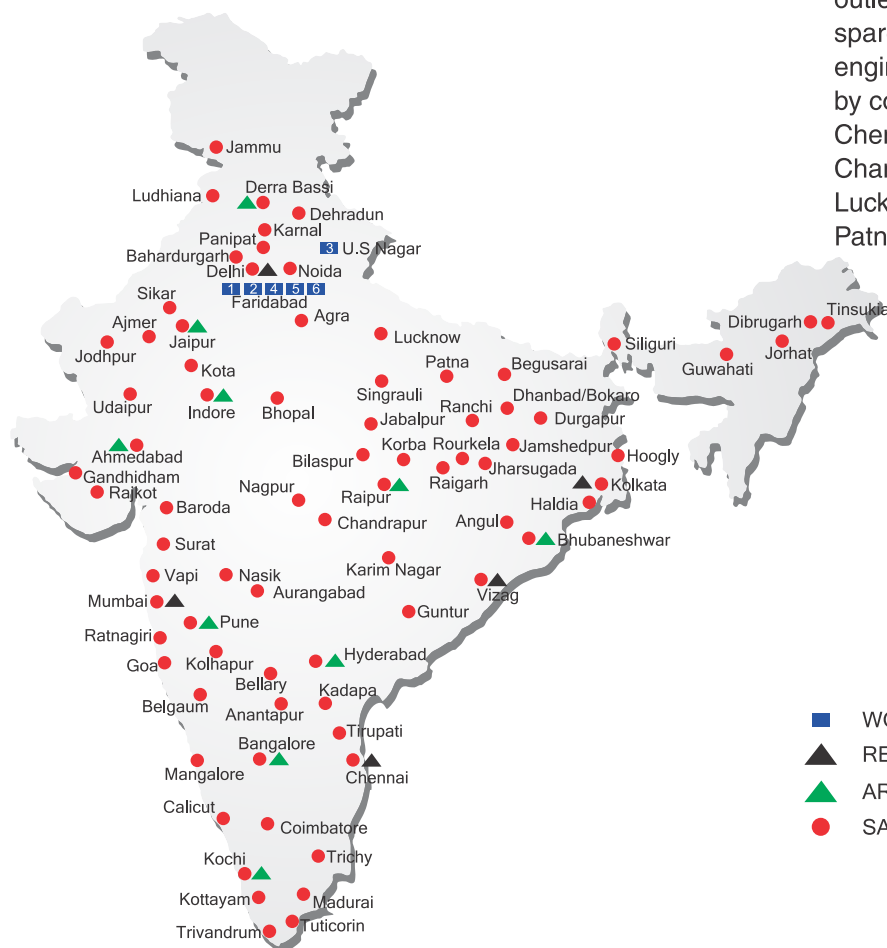 outle
spar
engin
by co
Cher
Char
Luck
Patn
Jammu
Ludhiana
Derra Bassi
Dehradun
Karnal
Panipat
3 U.S Nagar
Bahardurgarh
Delhi
Noida
1 2 4 5 6
Faridabad
Sikar
Agra
Ajmer
Jaipur
Jodhpur
Lucknow
Siliguri
Dibrugarh
Tinsukia
Jorhat
Guwahati
Kota
Patna
Begusarai
Singrauli
Udaipur
Indore
Bhopal
Dhanbad/Bokaro
Ranchi
Durgapur
Jabalpur
Ahmedabad
Korba
Rourkela
Jamshedpur
Hoogly
Bilaspur
Jharsugada
Gandhidham
Raigarh
Rajkot
Nagpur
Raipur
Kolkata
Haldia
Baroda
Chandrapur
Angul
Bhubaneshwar
Surat
Karim Nagar
Vapi
Nasik
Aurangabad
Vizag
Mumbai
Guntur
Pune
Ratnagiri
Goa
Kolhapur
Hyderabad
Bellary
Kadapa
Belgaum
Anantapur
Tirupati
Bangalore
Mangalore
Chennai
Calicut
Coimbatore
Kochi
Trichy
Kottayam
Madurai
Trivandrum
Tuticorin
WO
RE
AR
SA